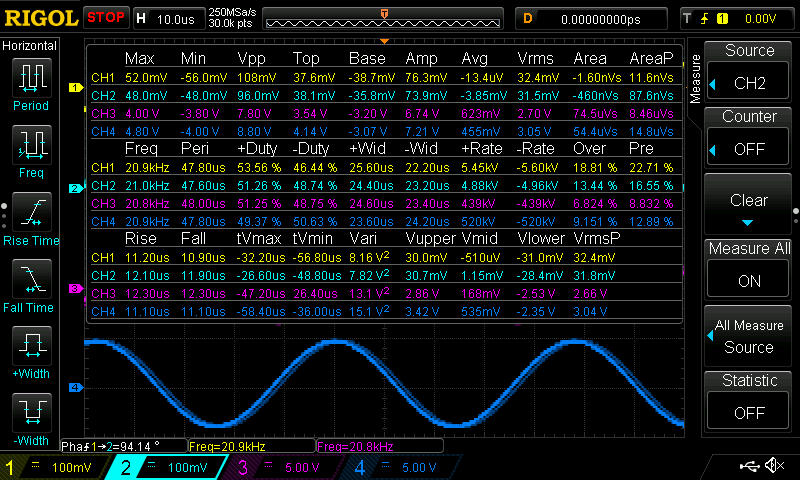 RIGOL STOP H 10.0us 250MSa/s 30.0k pts D 0.00000000ps T 1 0.00V
Horizontal
Period
Freq
Rise Time
Fall Time
+Width
-Width
Max Min Vpp Top Base Amp Avg Vrms Area AreaP
CH1 52.0mV -56.0mV 108mV 37.6mV -38.7mV 76.3mV -13.4uV 32.4mV -1.60nVs 11.6nVs
CH2 48.0mV -48.0mV 96.0mV 38.1mV -35.8mV 73.9mV -3.85mV 31.5mV -460nVs 87.6nVs
CH3 4.00 V -3.80 V 7.80 V 3.54 V -3.20 V 6.74 V 623mV 2.70 V 74.5uVs 8.46uVs
CH4 4.80 V -4.00 V 8.80 V 4.14 V -3.07 V 7.21 V 455mV 3.05 V 54.4uVs 14.8uVs
Freq Peri +Duty -Duty +Wid -Wid +Rate -Rate Over Pre
CH1 20.9kHz 47.80us 53.56 % 46.44 % 25.60us 22.20us 5.45kV -5.60kV 18.81 % 22.71 %
CH2 21.0kHz 47.60us 51.26 % 48.74 % 24.40us 23.20us 4.88kV -4.96kV 13.44 % 16.55 %
CH3 20.8kHz 48.00us 51.25 % 48.75 % 24.60us 23.40us 439kV -439kV 6.824 % 8.832 %
CH4 20.9kHz 47.80us 49.37 % 50.63 % 23.60us 24.20us 520kV -520kV 9.151 % 12.89 %
Rise Fall tVmax tVmin Vari Vupper Vmid Vlower VrmsP
CH1 11.20us 10.90us -32.20us -56.80us 8.16 V² 30.0mV -510uV -31.0mV 32.4mV
CH2 12.10us 11.90us -26.60us -48.80us 7.82 V² 30.7mV 1.15mV -28.4mV 31.8mV
CH3 12.30us 12.30us -47.20us 26.40us 13.1 V² 2.86 V 168mV -2.53 V 2.66 V
CH4 11.10us 11.10us -58.40us -36.00us 15.1 V² 3.42 V 535mV -2.35 V 3.04 V
1
2
3
4
Measure
Source
CH2
Counter
OFF
Clear
Measure All
ON
All Measure
Source
Statistic
OFF
Pha 1→2=94.14 ° Freq=20.9kHz Freq=20.8kHz
1 100mV 2 100mV 3 5.00 V 4 5.00 V